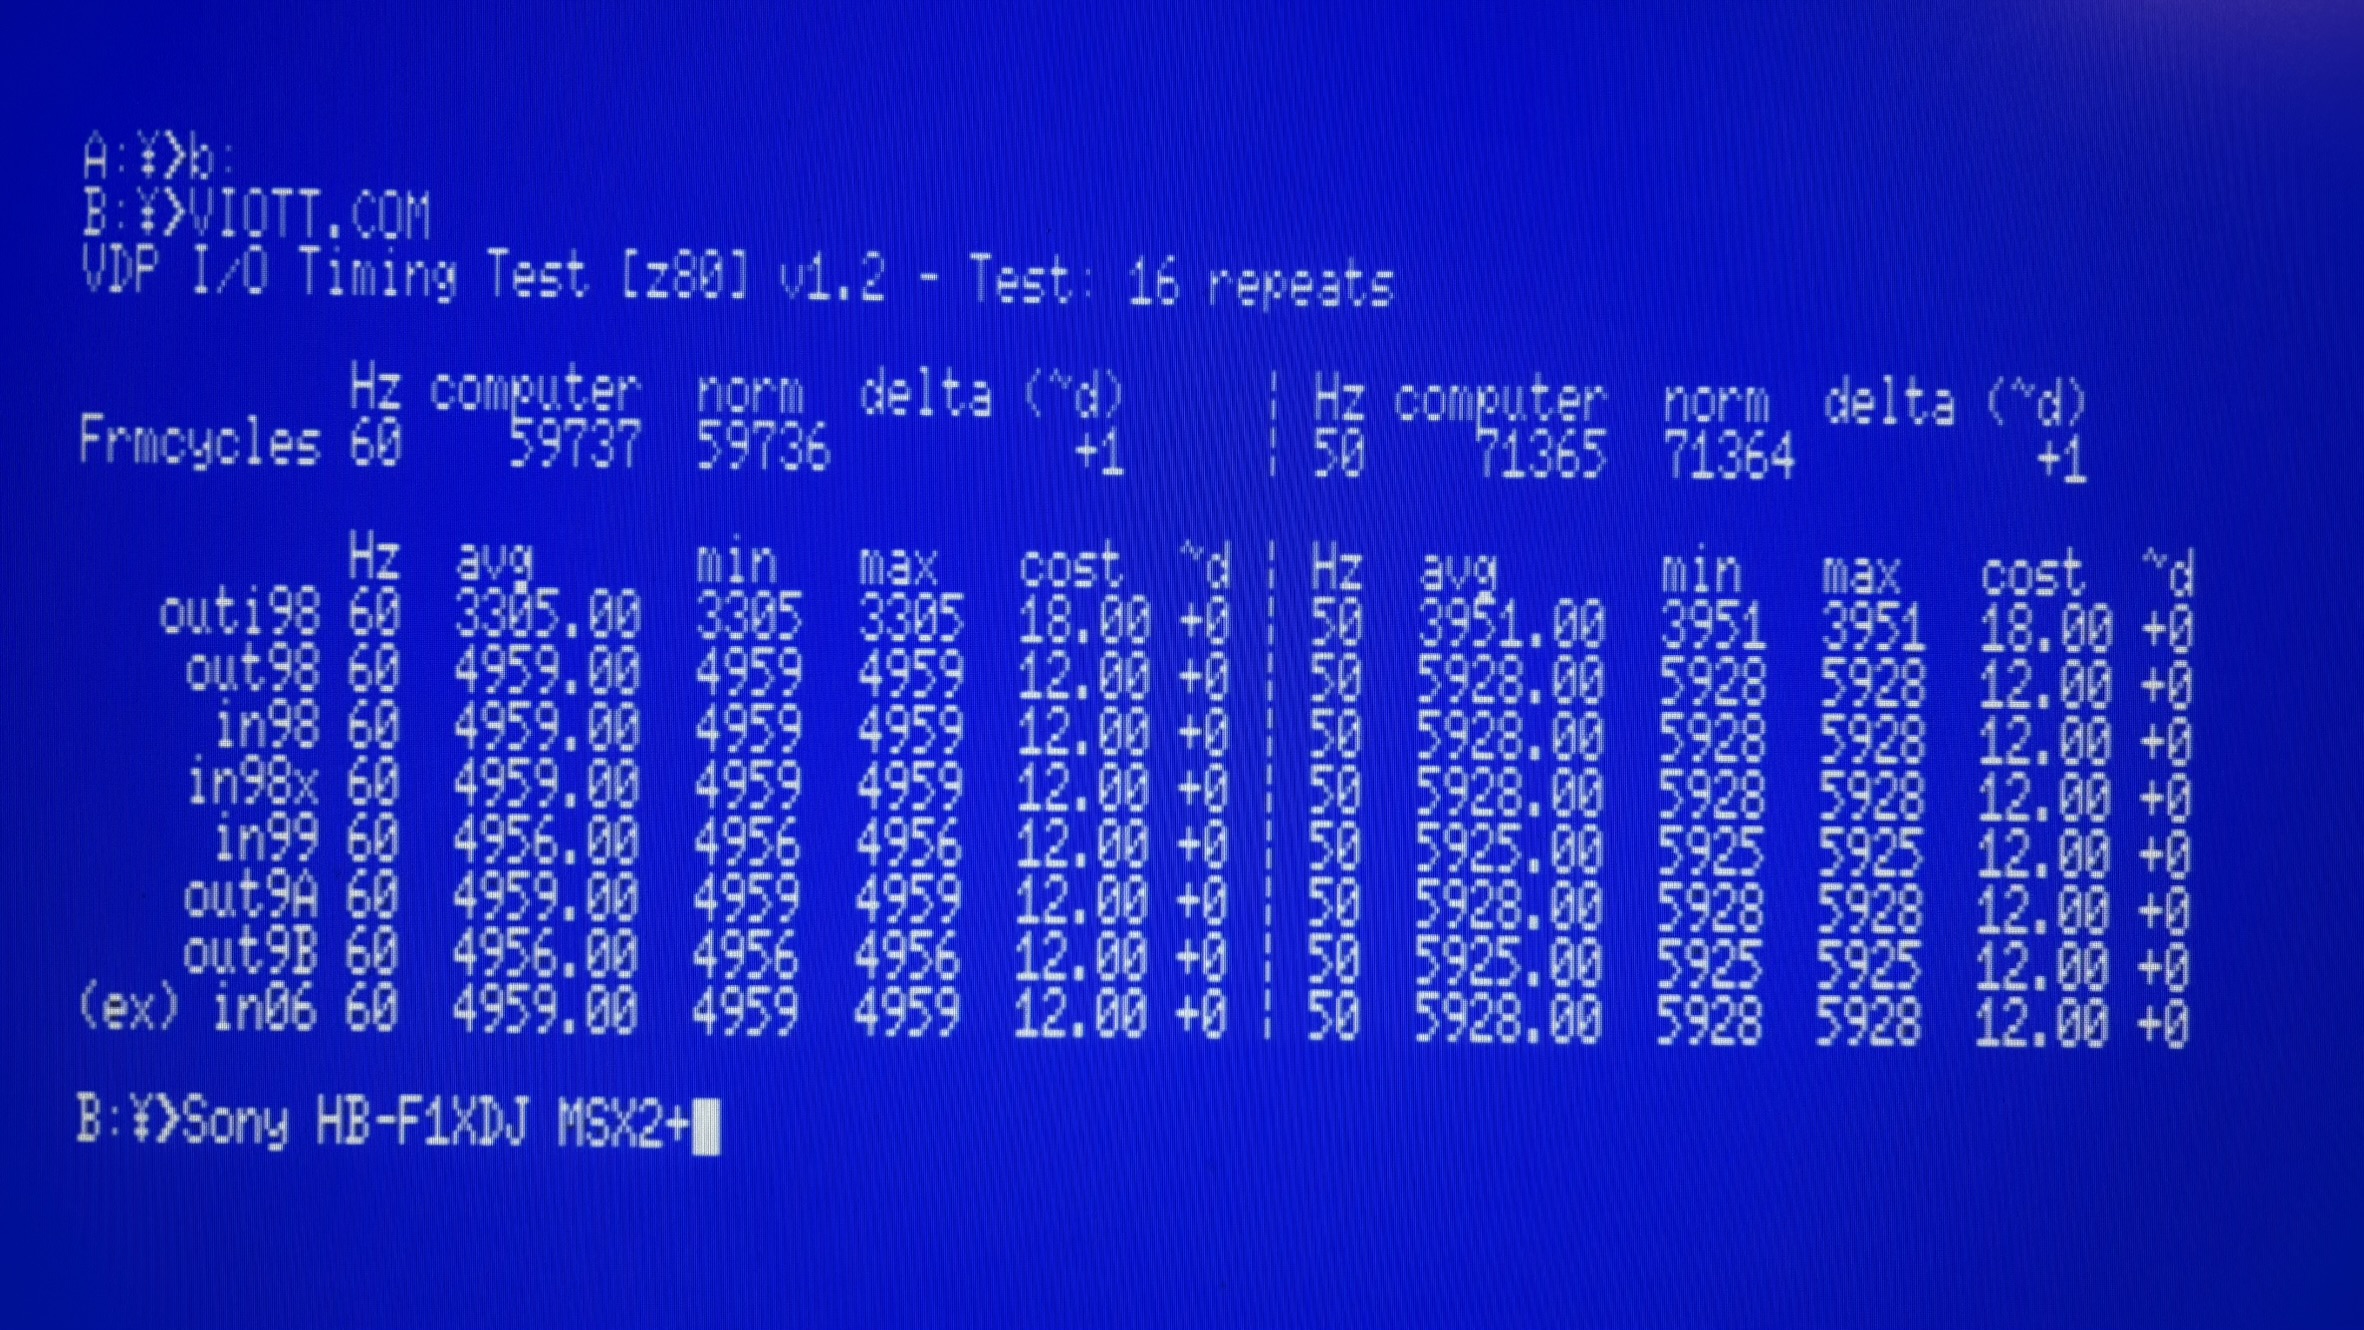 A:¥>b:
B:¥>VIOTT.COM
VDP I/O Timing Test [z80] v1.2 - Test: 16 repeats
Hz computer norm delta (~d) ¦ Hz computer norm delta (~d)
Frmcycles 60 59737 59736 +1 ¦ 50 71365 71364 +1
Hz avg min max cost ~d ¦ Hz avg min max cost ~d
outi98 60 3305.00 3305 3305 18.00 +0 ¦ 50 3951.00 3951 3951 18.00 +0
out98 60 4959.00 4959 4959 12.00 +0 ¦ 50 5928.00 5928 5928 12.00 +0
in98 60 4959.00 4959 4959 12.00 +0 ¦ 50 5928.00 5928 5928 12.00 +0
in98x 60 4959.00 4959 4959 12.00 +0 ¦ 50 5928.00 5928 5928 12.00 +0
in99 60 4956.00 4956 4956 12.00 +0 ¦ 50 5925.00 5925 5925 12.00 +0
out9A 60 4959.00 4959 4959 12.00 +0 ¦ 50 5928.00 5928 5928 12.00 +0
out9B 60 4956.00 4956 4956 12.00 +0 ¦ 50 5925.00 5925 5925 12.00 +0
(ex) in06 60 4959.00 4959 4959 12.00 +0 ¦ 50 5928.00 5928 5928 12.00 +0
B:¥>Sony HB-F1XDJ MSX2+